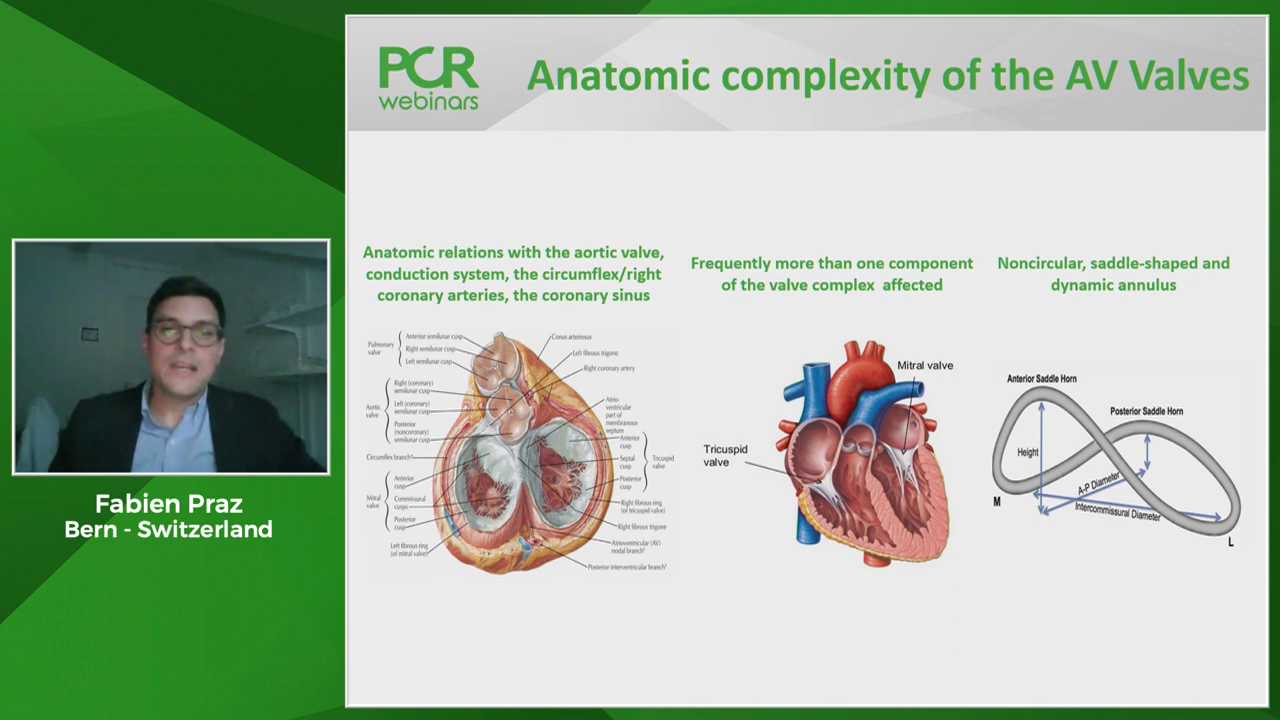 PCR
webinars
Anatomic complexity of the AV Valves
Anatomic relations with the aortic valve,
conduction system, the circumflex/right
coronary arteries, the coronary sinus
Frequently more than one component
of the valve complex affected
Noncircular, saddle-shaped and
dynamic annulus
Pulmonary
valve
Anterior semilunar cusp
Right semilunar cusp
Left semilunar cusp
Aortic
valve
Right (coronary)
semilunar cusp
Left (coronary)
semilunar cusp
Posterior
(noncoronary)
semilunar cusp
Circumflex branch
Mitral
valve
Anterior
cusp
Commissural
cusps
Posterior
cusp
Left fibrous ring
(of mitral valve)
Conus arteriosus
Left fibrous trigone
Right coronary artery
Atrio-
ventricular
part of
membranous
septum
Anterior
cusp
Septal
cusp
Posterior
cusp
Tricuspid
valve
Right fibrous ring
(of tricuspid valve)
Right fibrous trigone
Atrioventricular (AV)
nodal branch
Posterior interventricular branch
Mitral valve
Tricuspid
valve
Anterior Saddle Horn
Posterior Saddle Horn
Height
A-P Diameter
Intercommissural Diameter
M
L
Fabien Praz
Bern - Switzerland